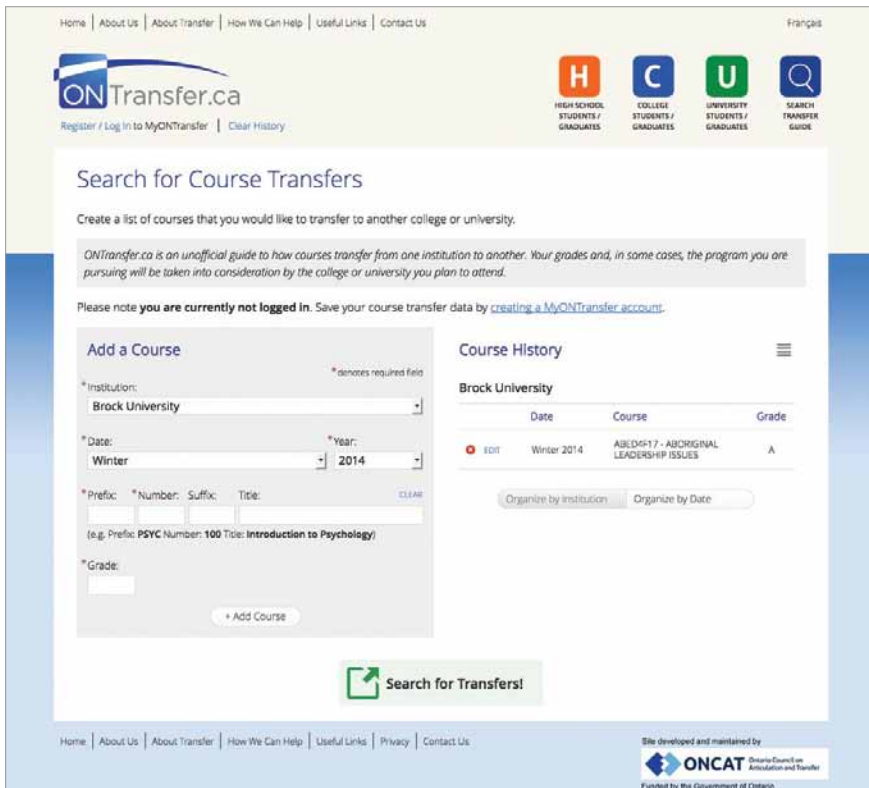 Home | About Us | About Transfer | How We Can Help | Useful Links | Contact Us
Français
ONTransfer.ca
Register / Log In to MyONTransfer | Clear History
H
HIGH SCHOOL
STUDENTS /
GRADUATES
C
COLLEGE
STUDENTS /
GRADUATES
U
UNIVERSITY
STUDENTS /
GRADUATES
SEARCH
TRANSFER
GUIDE
Search for Course Transfers
Create a list of courses that you would like to transfer to another college or university.
ONTransfer.ca is an unofficial guide to how courses transfer from one institution to another. Your grades and, in some cases, the program you are
pursuing will be taken into consideration by the college or university you plan to attend.
Please note you are currently not logged in. Save your course transfer data by creating a MyONTransfer account.
Add a Course
* denotes required field
*Institution:
Brock University
*Date:
*Year:
Winter
2014
*Prefix: *Number: Suffix: Title:
CLEAR
(e.g. Prefix: PSYC Number: 100 Title: Introduction to Psychology)
*Grade:
+ Add Course
Course History
Brock University
Date Course Grade
EDIT Winter 2014 ABED4F17 - ABORIGINAL
LEADERSHIP ISSUES A
Organize by Institution Organize by Date
Search for Transfers!
Home | About Us | About Transfer | How We Can Help | Useful Links | Privacy | Contact Us
Site developed and maintained by
ONCAT Ontario Council on
Articulation and Transfer
Funded by the Government of Ontario